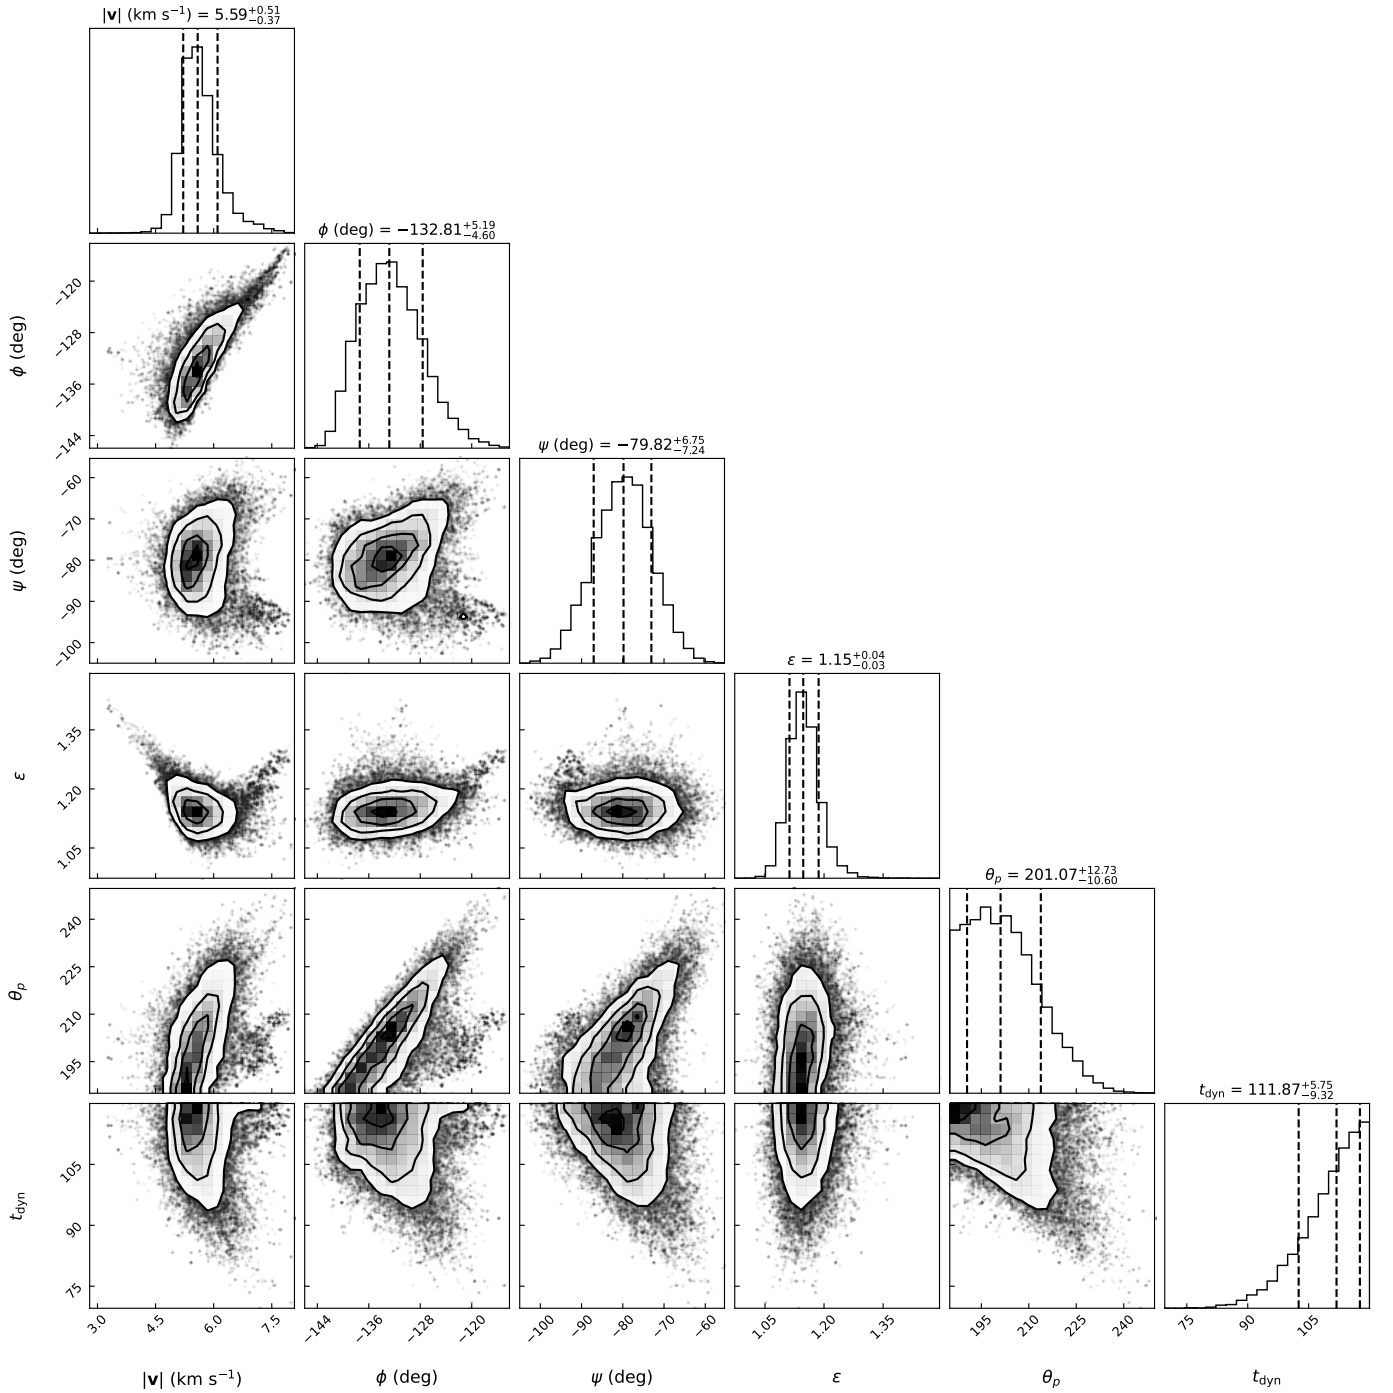 |v| (km s⁻¹) = 5.59 +0.51 −0.37
ϕ (deg) = −132.81 +5.19 −4.60
−120
−128
−136
−144
ϕ (deg)
ψ (deg) = −79.82 +6.75 −7.24
−60
−70
−80
−90
−100
ψ (deg)
ε = 1.15 +0.04 −0.03
1.35
1.20
1.05
ε
θp = 201.07 +12.73 −10.60
240
225
210
195
θp
tdyn = 111.87 +5.75 −9.32
105
90
75
tdyn
3.0 4.5 6.0 7.5 −144 −136 −128 −120 −100 −90 −80 −70 −60 1.05 1.20 1.35 195 210 225 240 75 90 105
|v| (km s⁻¹) ϕ (deg) ψ (deg) ε θp tdyn